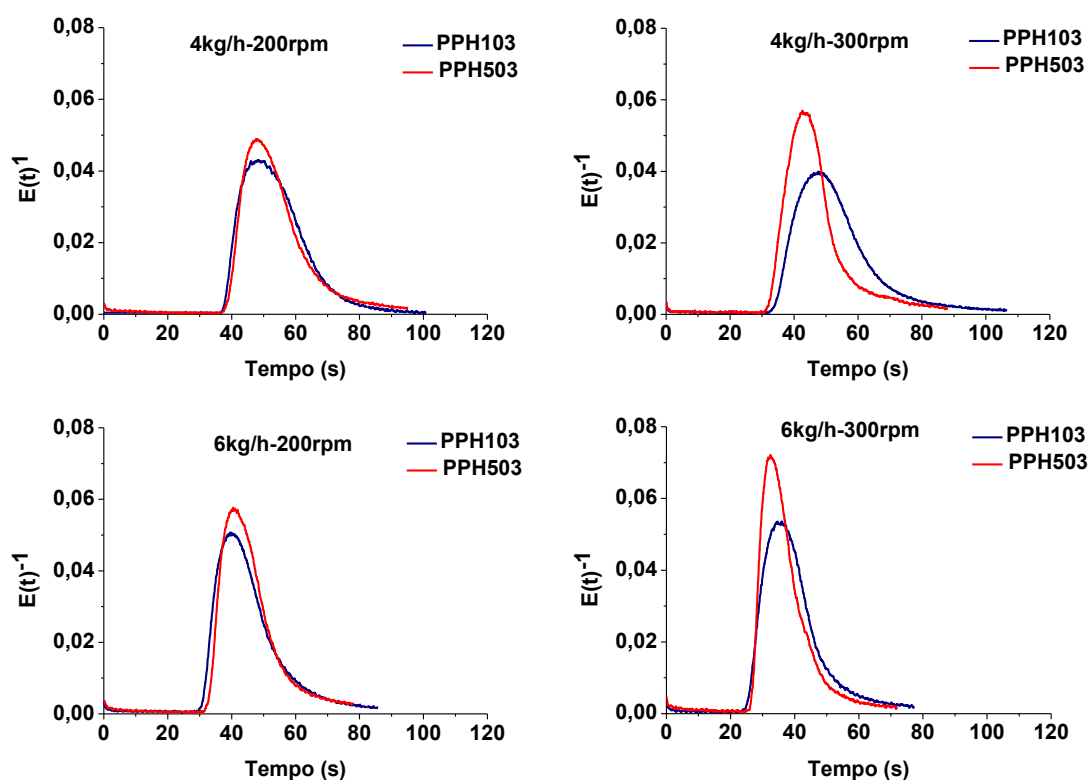 0,08
4kg/h-200rpm
PPH103
PPH503
0,06
0,04
0,02
0,00
E(t)⁻¹
0 20 40 60 80 100 120
Tempo (s)
0,08
4kg/h-300rpm
PPH103
PPH503
0,06
0,04
0,02
0,00
E(t)⁻¹
0 20 40 60 80 100 120
Tempo (s)
0,08
6kg/h-200rpm
PPH103
PPH503
0,06
0,04
0,02
0,00
E(t)⁻¹
0 20 40 60 80 100 120
Tempo (s)
0,08
6kg/h-300rpm
PPH103
PPH503
0,06
0,04
0,02
0,00
E(t)⁻¹
0 20 40 60 80 100 120
Tempo (s)